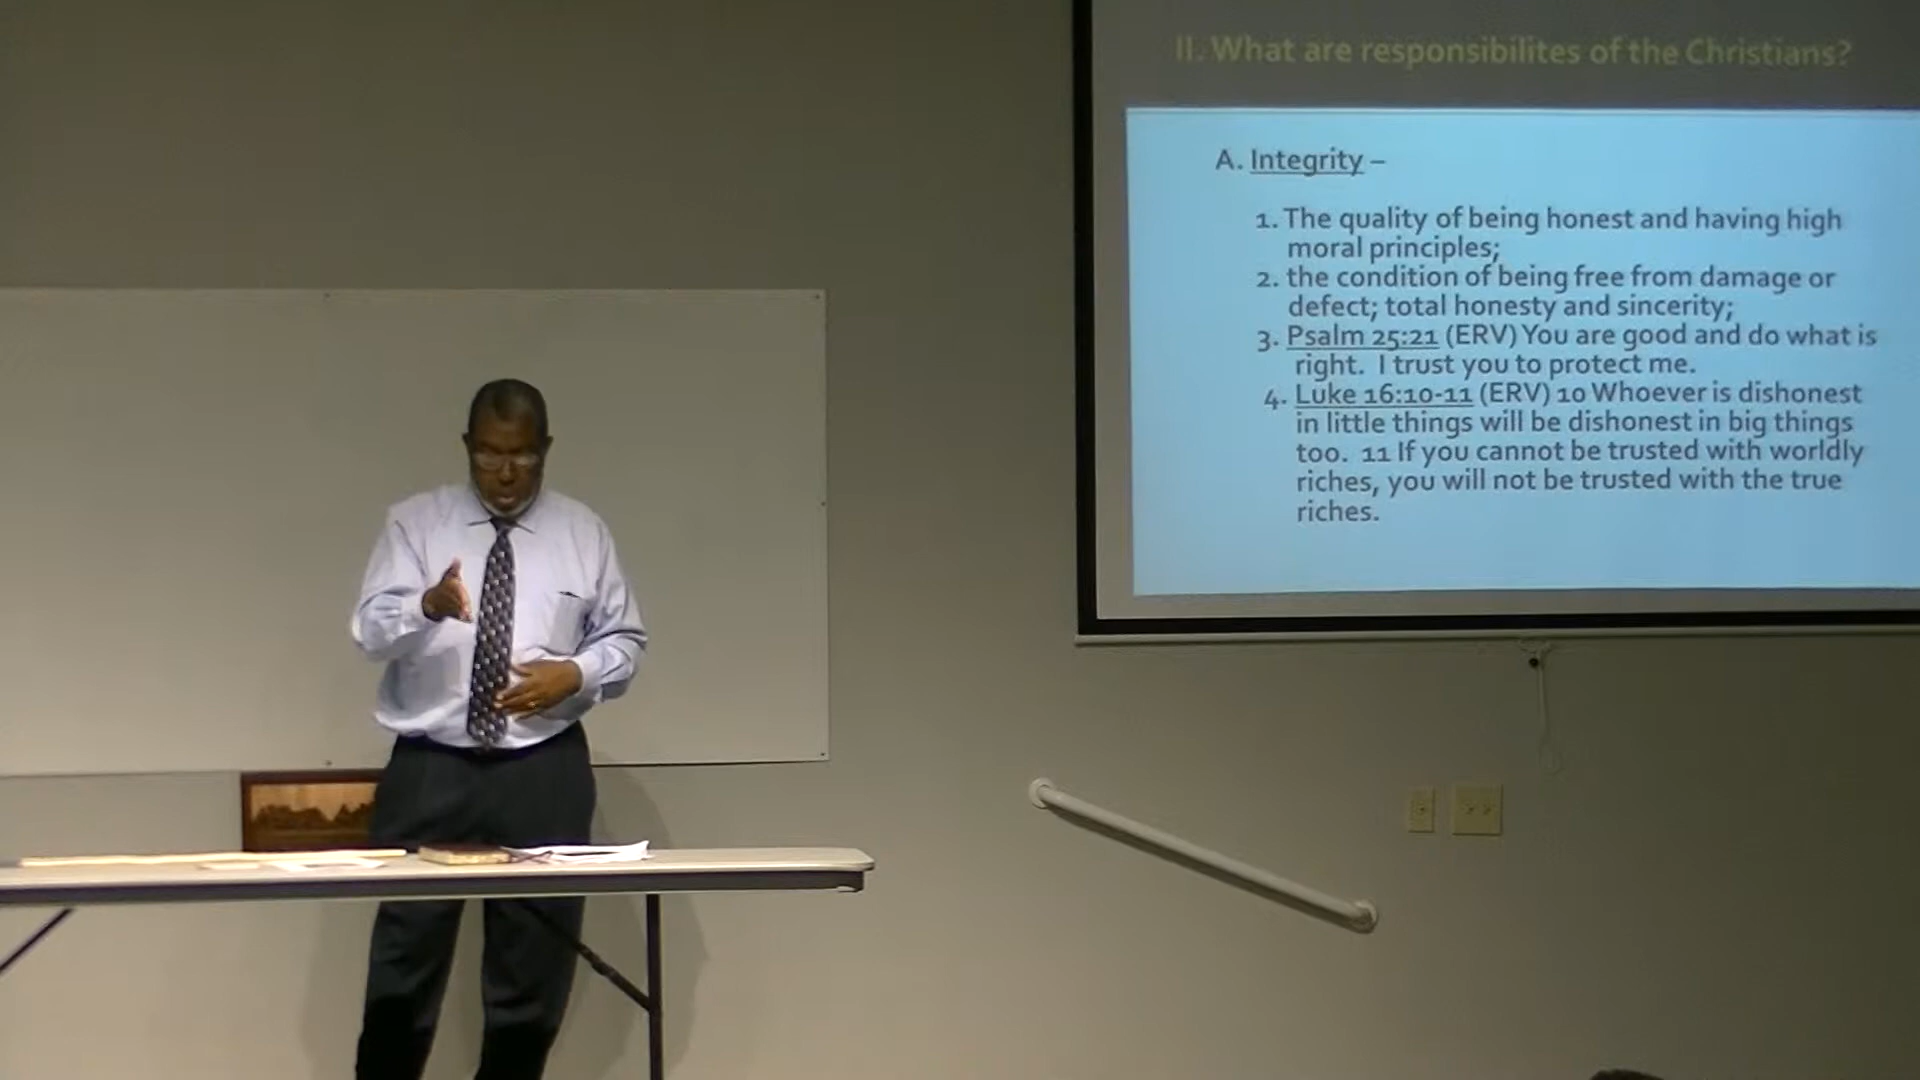 II. What are responsibilites of the Christians?
A. Integrity –
1. The quality of being honest and having high
moral principles;
2. the condition of being free from damage or
defect; total honesty and sincerity;
3. Psalm 25:21 (ERV) You are good and do what is
right. I trust you to protect me.
4. Luke 16:10-11 (ERV) 10 Whoever is dishonest
in little things will be dishonest in big things
too. 11 If you cannot be trusted with worldly
riches, you will not be trusted with the true
riches.